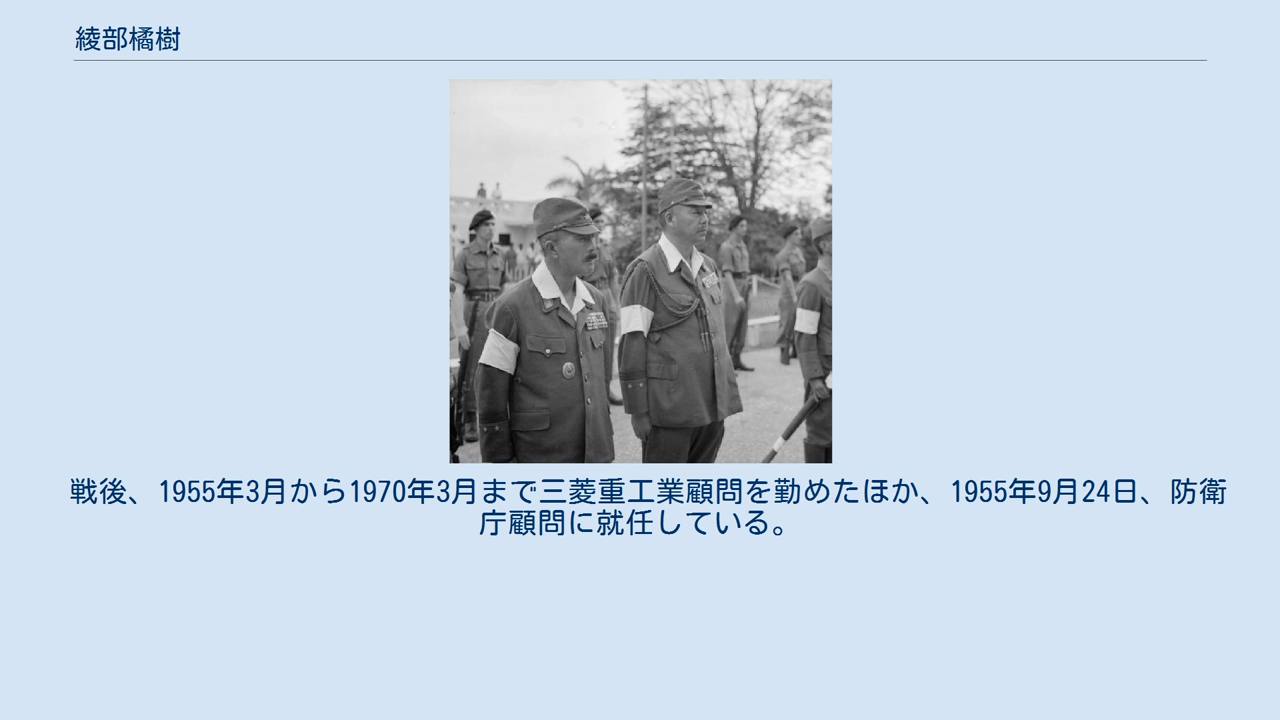 綾部橘樹
戦後、1955年3月から1970年3月まで三菱重工業顧問を勤めたほか、1955年9月24日、防衛
庁顧問に就任している。